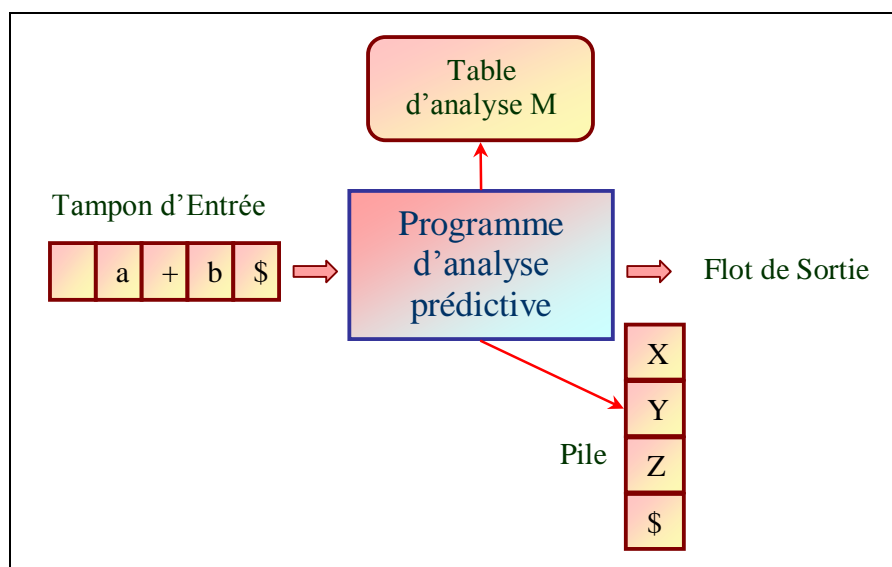 Table
d'analyse M
Tampon d'Entrée
a + b $
Programme
d'analyse
prédictive
Flot de Sortie
Pile
X
Y
Z
$